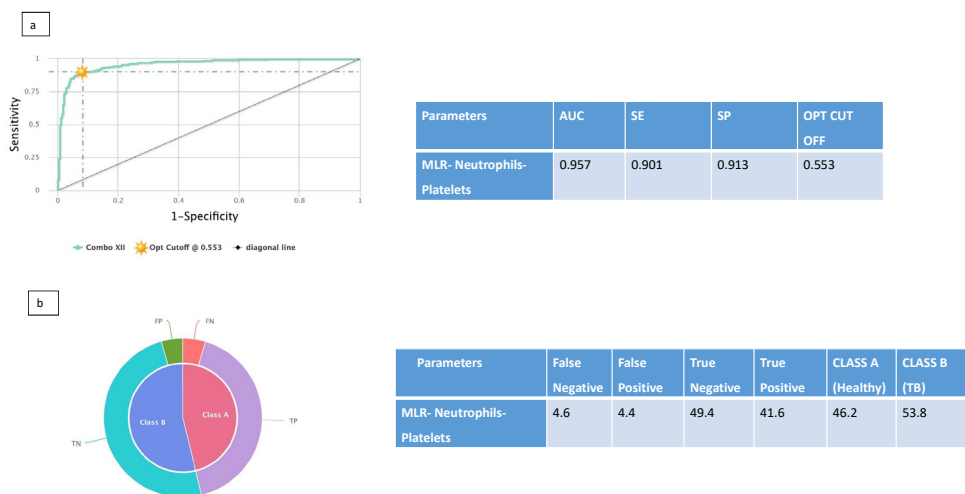 a
1
0.75
0.5
0.25
0
Sensitivity
0
0.2
0.4
0.6
0.8
1
1-Specificity
Combo XII
Opt Cutoff @ 0.553
diagonal line
Parameters AUC SE SP OPT CUT
OFF
MLR- Neutrophils- 0.957 0.901 0.913 0.553
Platelets
b
FP
FN
Class A
Class B
TP
TN
Parameters False False True True CLASS A CLASS B
Negative Positive Negative Positive (Healthy) (TB)
MLR- Neutrophils- 4.6 4.4 49.4 41.6 46.2 53.8
Platelets